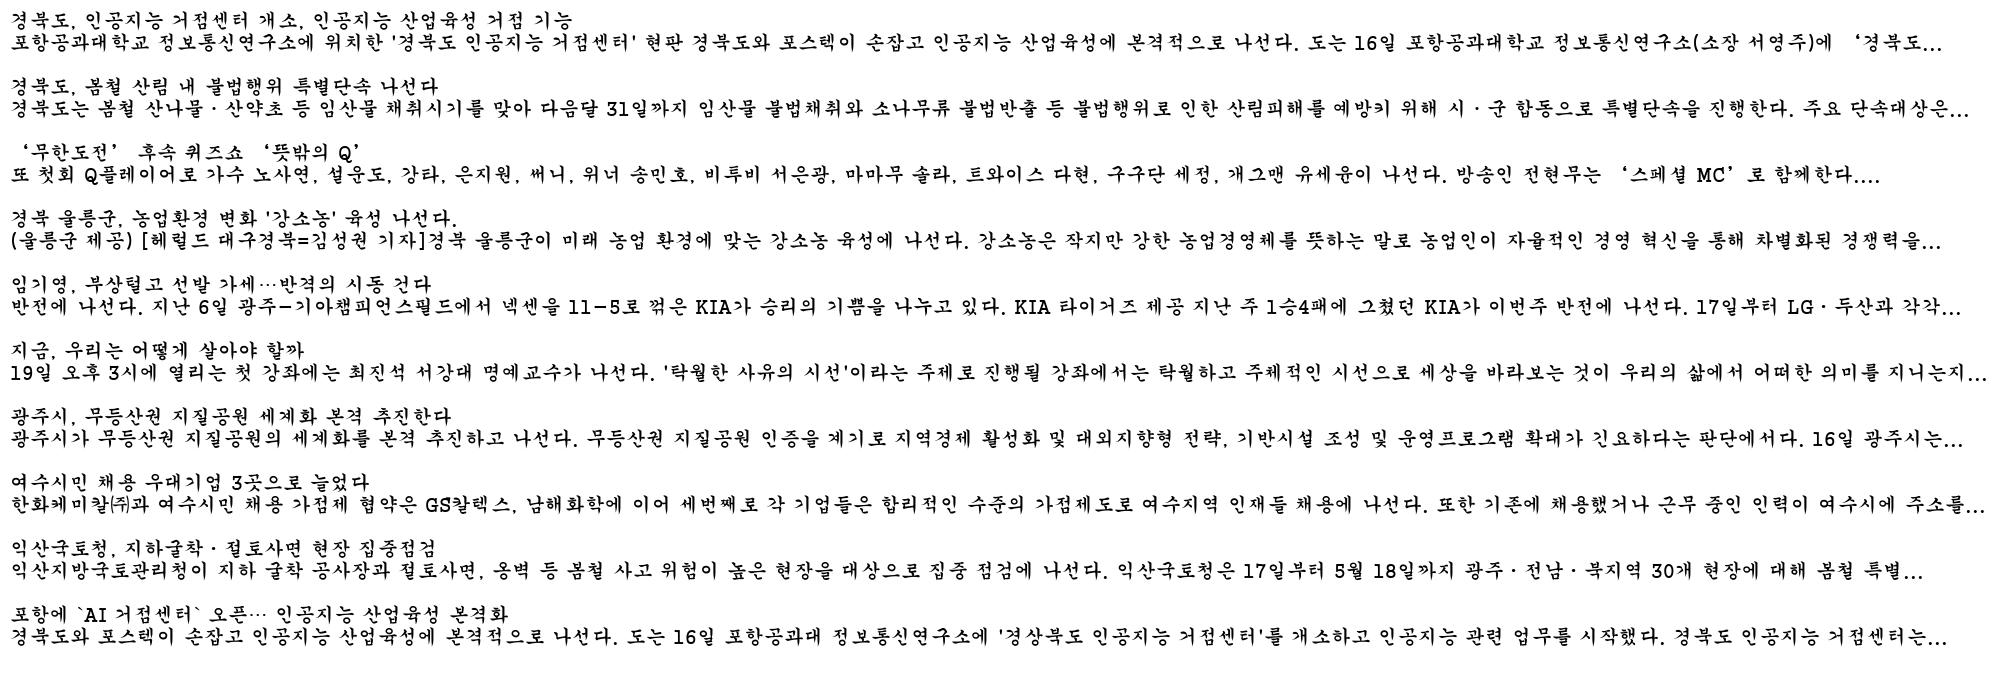 경북도, 인공지능 거점센터 개소, 인공지능 산업육성 거점 기능
포항공과대학교 정보통신연구소에 위치한 '경북도 인공지능 거점센터' 현판 경북도와 포스텍이 손잡고 인공지능 산업육성에 본격적으로 나선다. 도는 16일 포항공과대학교 정보통신연구소(소장 서영주)에 ‘경북도...
경북도, 봄철 산림 내 불법행위 특별단속 나선다
경북도는 봄철 산나물·산약초 등 임산물 채취시기를 맞아 다음달 31일까지 임산물 불법채취와 소나무류 불법반출 등 불법행위로 인한 산림피해를 예방키 위해 시·군 합동으로 특별단속을 진행한다. 주요 단속대상은...
‘무한도전’ 후속 퀴즈쇼 ‘뜻밖의 Q’
또 첫회 Q플레이어로 가수 노사연, 설운도, 강타, 은지원, 써니, 위너 송민호, 비투비 서은광, 마마무 솔라, 트와이스 다현, 구구단 세정, 개그맨 유세윤이 나선다. 방송인 전현무는 ‘스페셜 MC’로 함께한다....
경북 울릉군, 농업환경 변화 '강소농' 육성 나선다.
(울릉군 제공) [헤럴드 대구경북=김성권 기자]경북 울릉군이 미래 농업 환경에 맞는 강소농 육성에 나선다. 강소농은 작지만 강한 농업경영체를 뜻하는 말로 농업인이 자율적인 경영 혁신을 통해 차별화된 경쟁력을...
임기영, 부상털고 선발 가세…반격의 시동 건다
반전에 나선다. 지난 6일 광주-기아챔피언스필드에서 넥센을 11-5로 꺾은 KIA가 승리의 기쁨을 나누고 있다. KIA 타이거즈 제공 지난 주 1승4패에 그쳤던 KIA가 이번주 반전에 나선다. 17일부터 LG·두산과 각각...
지금, 우리는 어떻게 살아야 할까
19일 오후 3시에 열리는 첫 강좌에는 최진석 서강대 명예교수가 나선다. '탁월한 사유의 시선'이라는 주제로 진행될 강좌에서는 탁월하고 주체적인 시선으로 세상을 바라보는 것이 우리의 삶에서 어떠한 의미를 지니는지...
광주시, 무등산권 지질공원 세계화 본격 추진한다
광주시가 무등산권 지질공원의 세계화를 본격 추진하고 나선다. 무등산권 지질공원 인증을 계기로 지역경제 활성화 및 대외지향형 전략, 기반시설 조성 및 운영프로그램 확대가 긴요하다는 판단에서다. 16일 광주시는...
여수시민 채용 우대기업 3곳으로 늘었다
한화케미칼㈜과 여수시민 채용 가점제 협약은 GS칼텍스, 남해화학에 이어 세번째로 각 기업들은 합리적인 수준의 가점제도로 여수지역 인재들 채용에 나선다. 또한 기존에 채용했거나 근무 중인 인력이 여수시에 주소를...
익산국토청, 지하굴착·절토사면 현장 집중점검
익산지방국토관리청이 지하 굴착 공사장과 절토사면, 옹벽 등 봄철 사고 위험이 높은 현장을 대상으로 집중 점검에 나선다. 익산국토청은 17일부터 5월 18일까지 광주·전남·북지역 30개 현장에 대해 봄철 특별...
포항에 `AI 거점센터` 오픈… 인공지능 산업육성 본격화
경북도와 포스텍이 손잡고 인공지능 산업육성에 본격적으로 나선다. 도는 16일 포항공과대 정보통신연구소에 '경상북도 인공지능 거점센터'를 개소하고 인공지능 관련 업무를 시작했다. 경북도 인공지능 거점센터는...